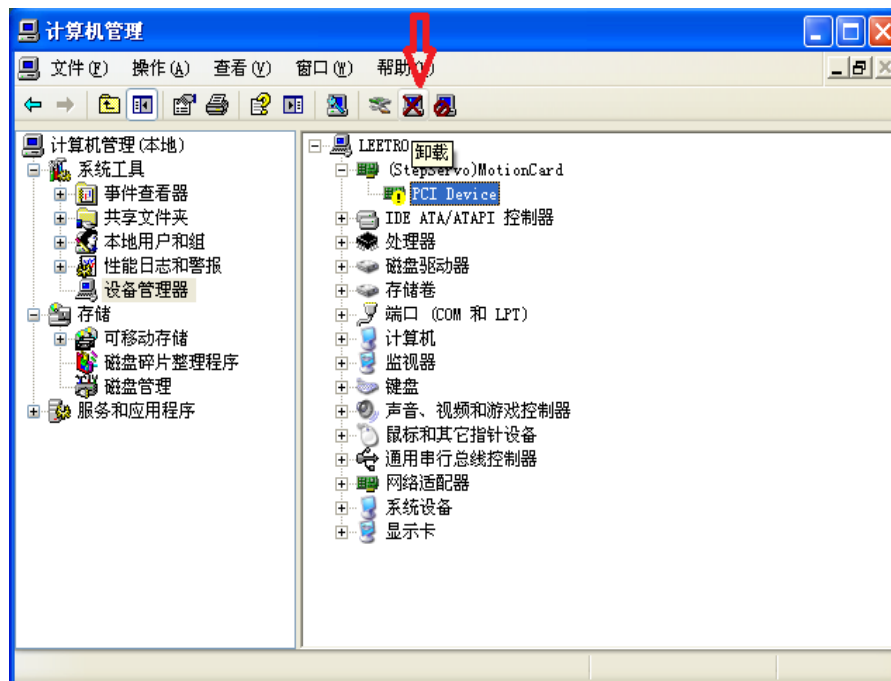 计算机管理
文件(F) 操作(A) 查看(V) 窗口(W) 帮助(H)
计算机管理(本地)
系统工具
事件查看器
共享文件夹
本地用户和组
性能日志和警报
设备管理器
存储
可移动存储
磁盘碎片整理程序
磁盘管理
服务和应用程序
LEETRO
卸载
(StepServo)MotionCard
PCI Device
IDE ATA/ATAPI 控制器
处理器
磁盘驱动器
存储卷
端口 (COM 和 LPT)
计算机
监视器
键盘
声音、视频和游戏控制器
鼠标和其它指针设备
通用串行总线控制器
网络适配器
系统设备
显示卡